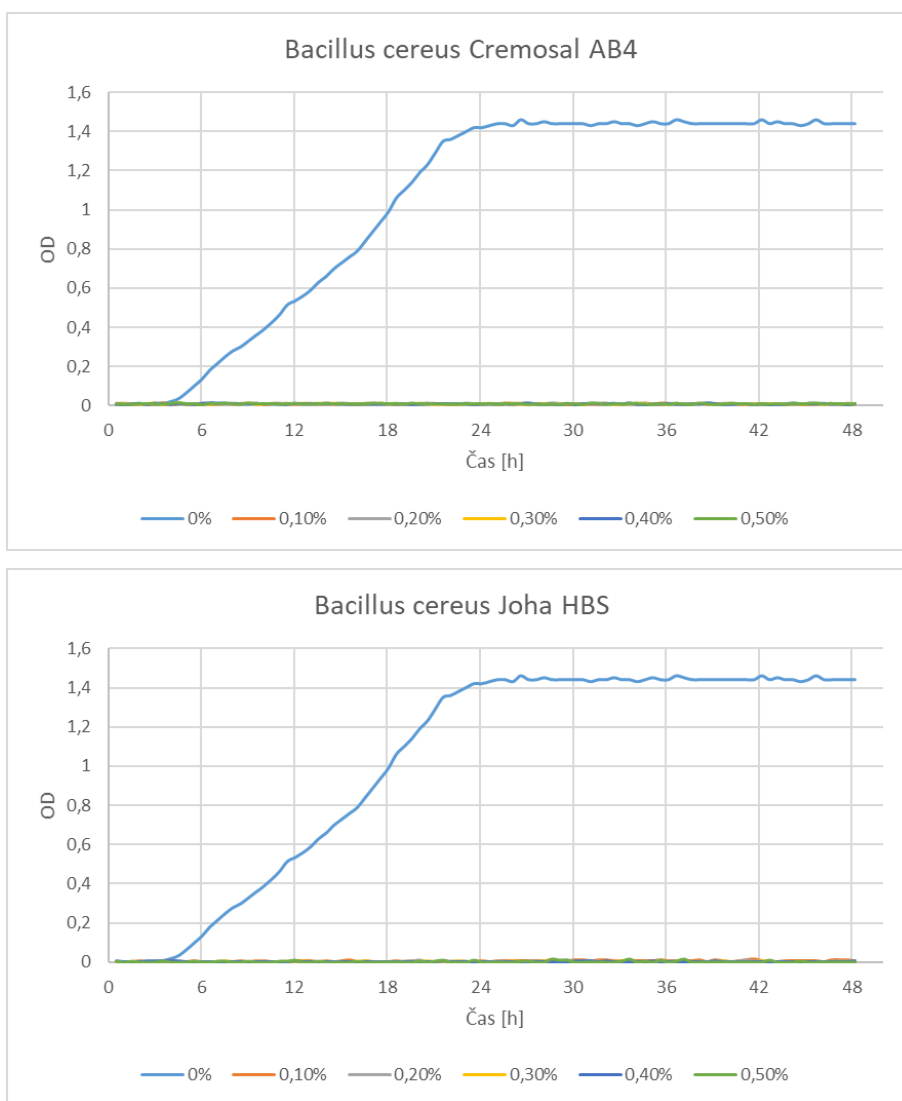 Bacillus cereus Cremosal AB4
1,6
1,4
1,2
1
0,8
0,6
0,4
0,2
0
OD
0 6 12 18 24 30 36 42 48
Čas [h]
0% 0,10% 0,20% 0,30% 0,40% 0,50%
Bacillus cereus Joha HBS
1,6
1,4
1,2
1
0,8
0,6
0,4
0,2
0
OD
0 6 12 18 24 30 36 42 48
Čas [h]
0% 0,10% 0,20% 0,30% 0,40% 0,50%